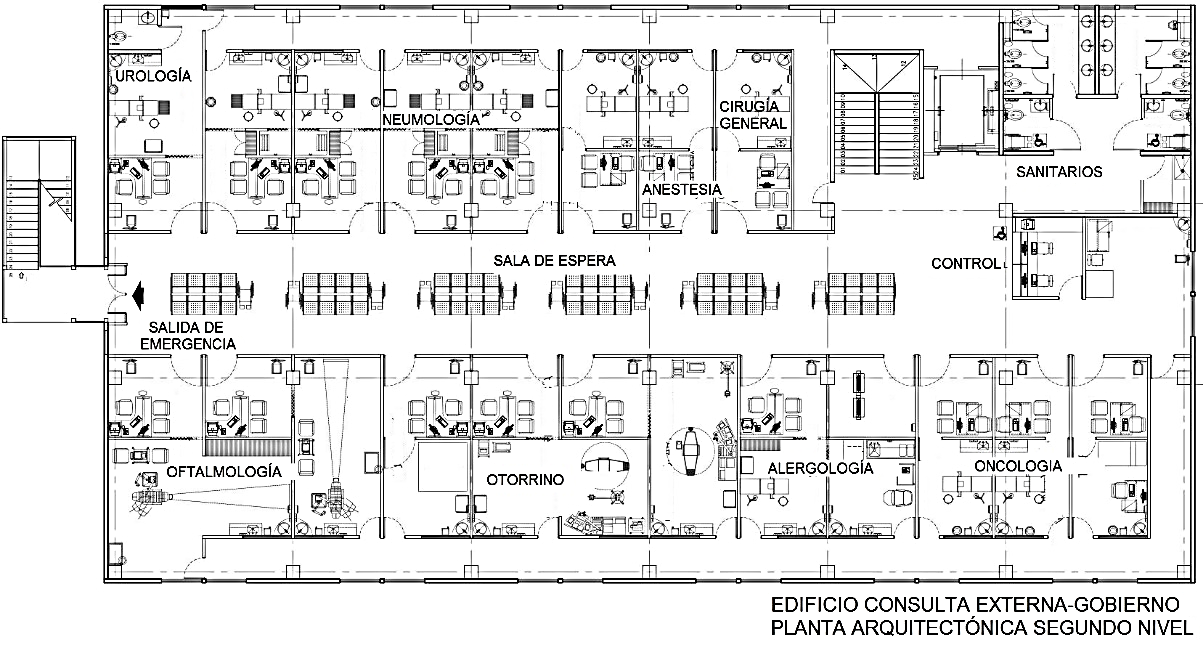 UROLOGÍA
NEUMOLOGÍA
CIRUGÍA
GENERAL
ANESTESIA
SANITARIOS
SALA DE ESPERA
CONTROL
SALIDA DE
EMERGENCIA
OFTALMOLOGÍA
OTORRINO
ALERGOLOGÍA
ONCOLOGIA
EDIFICIO CONSULTA EXTERNA-GOBIERNO
PLANTA ARQUITECTÓNICA SEGUNDO NIVEL